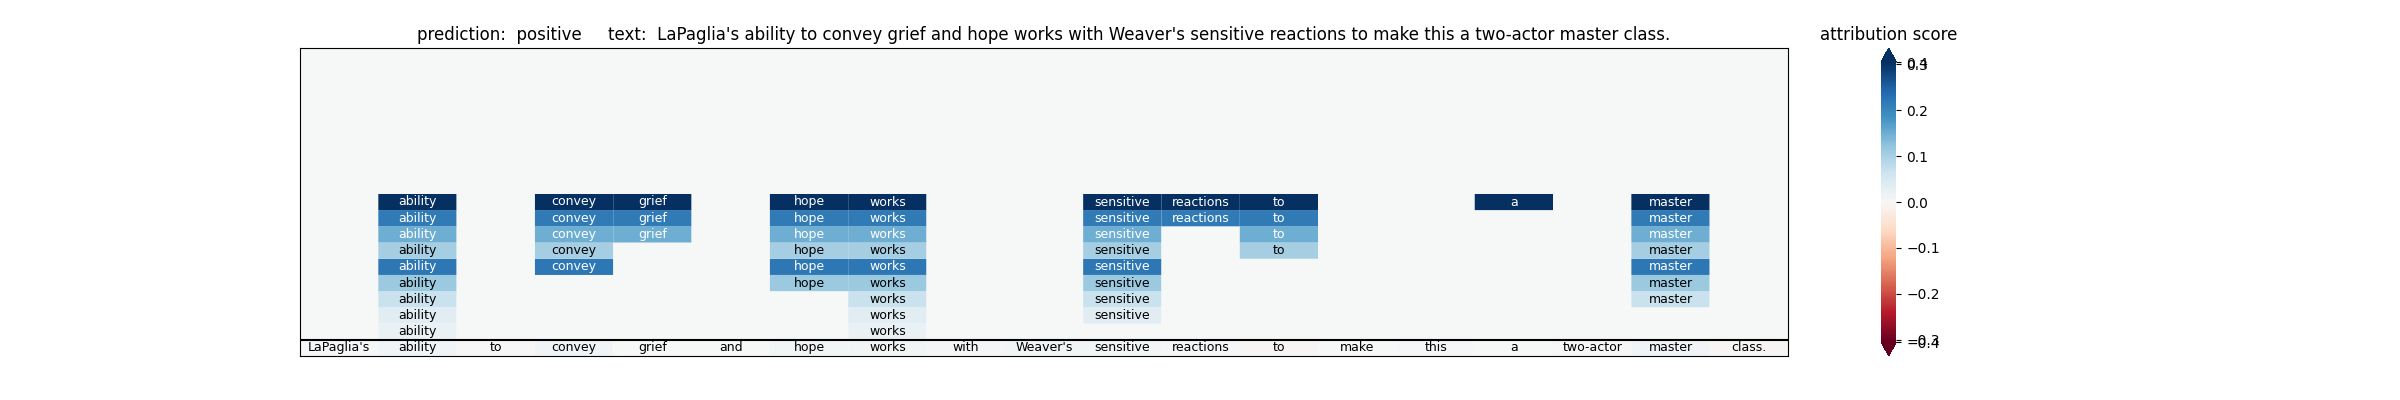 prediction:  positive     text:  LaPaglia's ability to convey grief and hope works with Weaver's sensitive reactions to make this a two-actor master class.
attribution score
ability convey grief hope works sensitive reactions to a master
ability convey grief hope works sensitive reactions to master
ability convey grief hope works sensitive to master
ability convey hope works sensitive to master
ability convey hope works sensitive master
ability hope works sensitive master
ability works sensitive master
ability works sensitive
ability works
LaPaglia's ability to convey grief and hope works with Weaver's sensitive reactions to make this a two-actor master class.
0.4
0.3
0.2
0.1
0.0
−0.1
−0.2
−0.3
−0.4